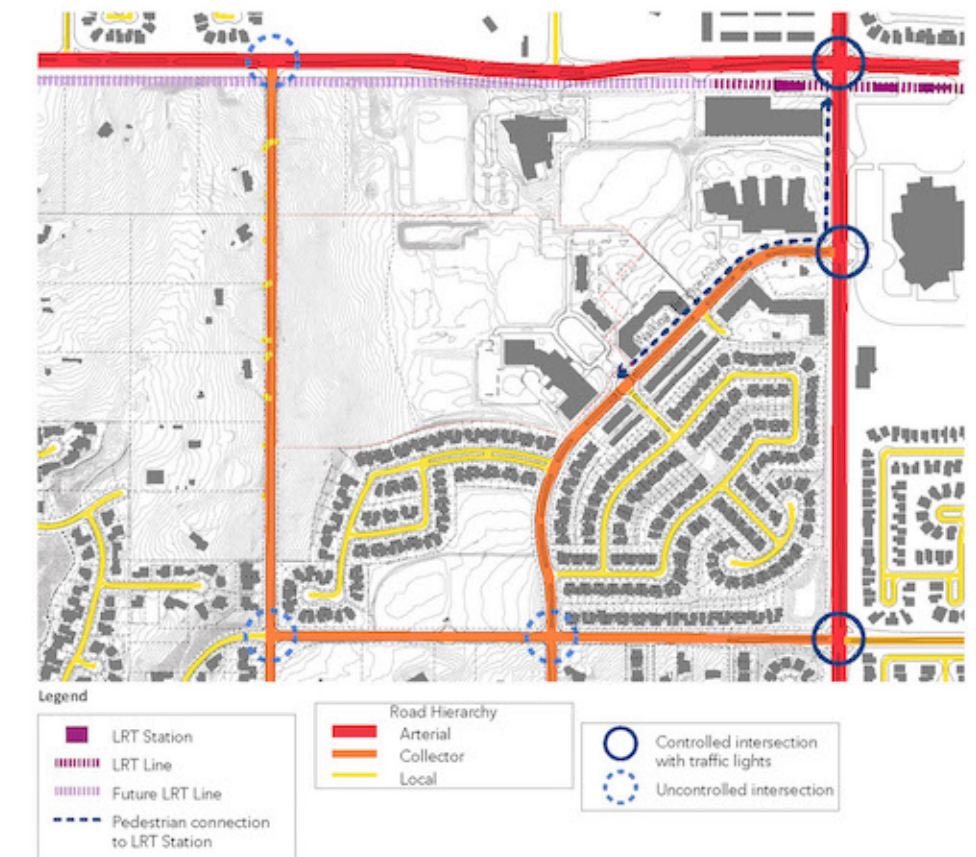 Legend
LRT Station
LRT Line
Future LRT Line
Pedestrian connection
to LRT Station
Road Hierarchy
Arterial
Collector
Local
Controlled intersection
with traffic lights
Uncontrolled intersection